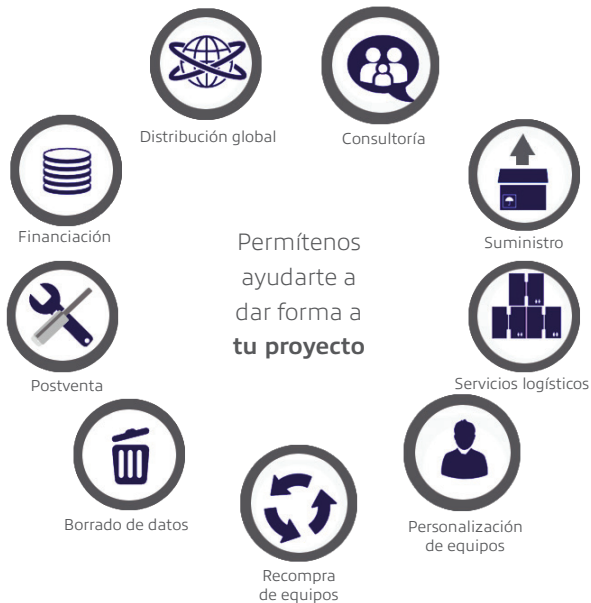 Distribución global
Consultoría
Financiación
Suministro
Permítenos
ayudarte a
dar forma a
tu proyecto
Postventa
Servicios logísticos
Borrado de datos
Personalización
de equipos
Recompra
de equipos